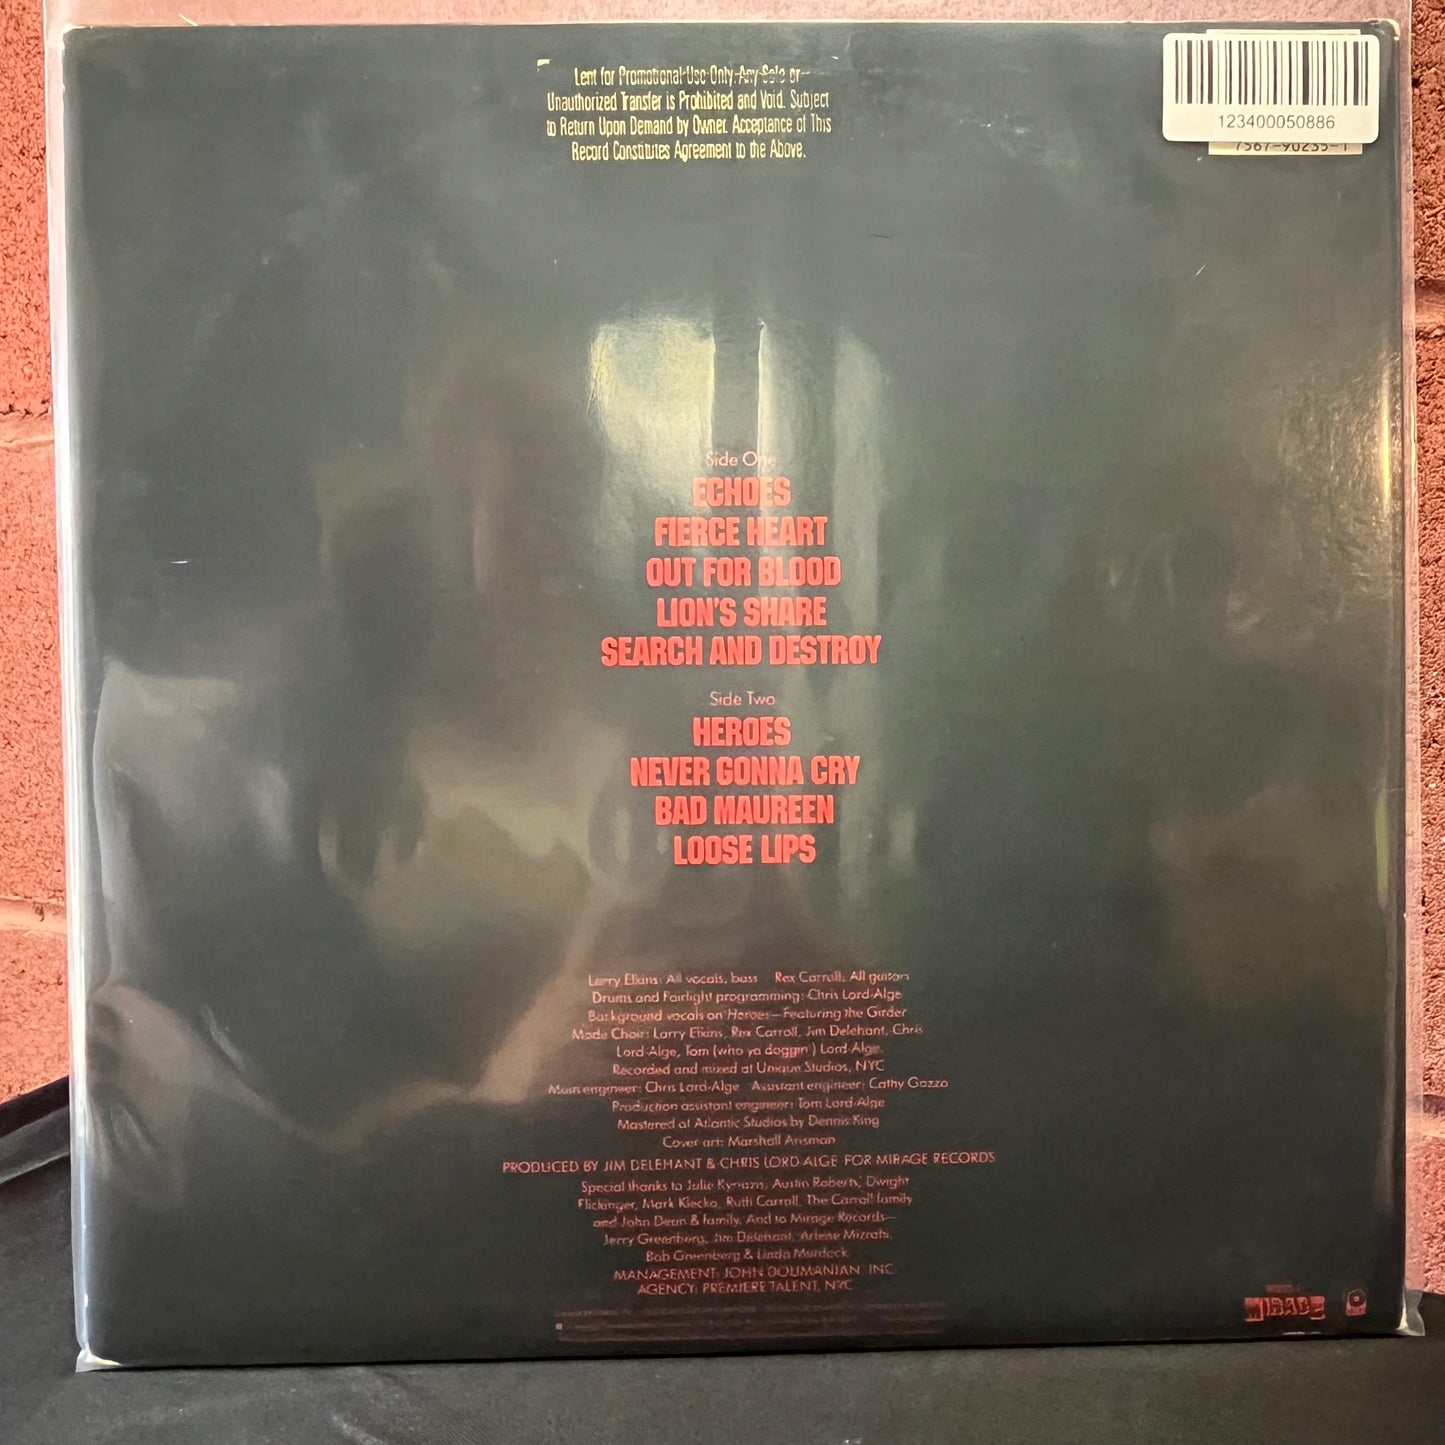 Lent for Promotional Use Only. Any Sale or
Unauthorized Transfer is Prohibited and Void. Subject
to Return Upon Demand by Owner. Acceptance of This
Record Constitutes Agreement to the Above.
123400050886
7567-90235-1
Side One
ECHOES
FIERCE HEART
OUT FOR BLOOD
LION'S SHARE
SEARCH AND DESTROY
Side Two
HEROES
NEVER GONNA CRY
BAD MAUREEN
LOOSE LIPS
Larry Elkins: All vocals, bass Rex Carroll: All guitars
Drums and Fairlight programming: Chris Lord-Alge
Background vocals on Heroes—Featuring the Girder
Made Choir: Larry Elkins, Rex Carroll, Jim Delehant, Chris
Lord-Alge, Tom (who ya doggin') Lord-Alge.
Recorded and mixed at Unique Studios, NYC
Main engineer: Chris Lord-Alge Assistant engineer: Cathy Gazzo
Production assistant engineer: Tom Lord-Alge
Mastered at Atlantic Studios by Dennis King
Cover art: Marshall Arisman
PRODUCED BY JIM DELEHANT & CHRIS LORD-ALGE FOR MIRAGE RECORDS
Special thanks to Julie Kynazis, Austin Roberts, Dwight
Flickinger, Mark Klecka, Ruth Carroll, The Carroll family
and John Dean & family, And to Mirage Records—
Jerry Greenberg, Jim Delehant, Arlene Mizrahi,
Bob Greenberg & Linda Murdock
MANAGEMENT: JOHN DOUMANIAN, INC.
AGENCY: PREMIERE TALENT, NYC
MIRAGE